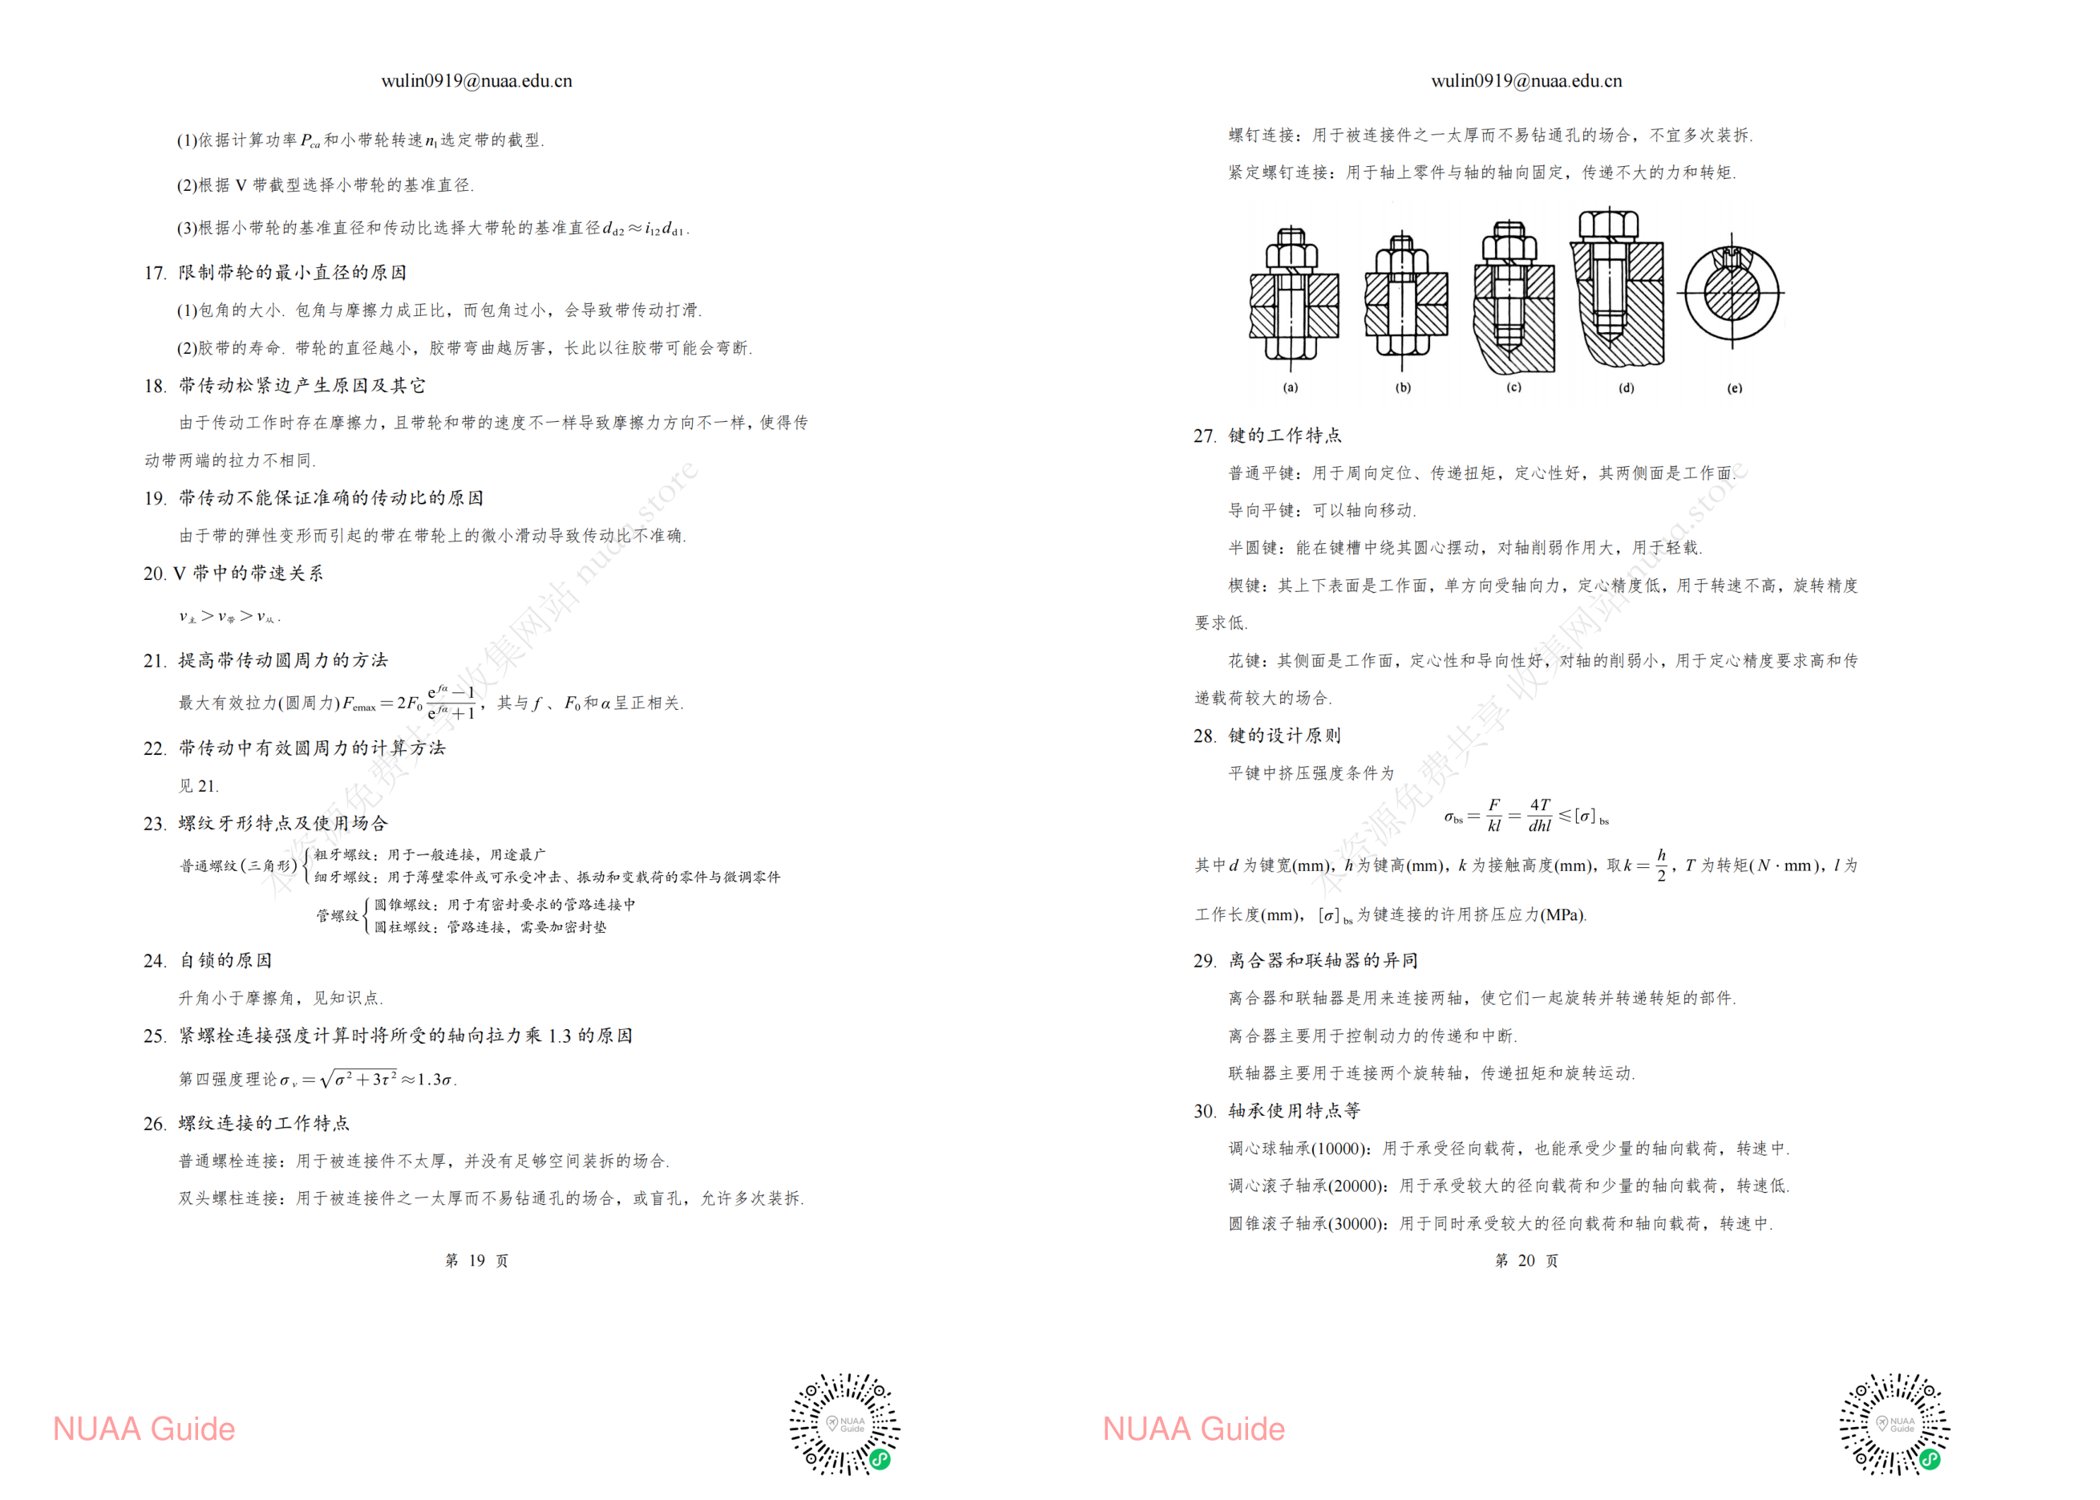 wulin0919@nuaa.edu.cn
(1)依据计算功率P_{ca}和小带轮转速n_1选定带的截型.
(2)根据 V 带截型选择小带轮的基准直径.
(3)根据小带轮的基准直径和传动比选择大带轮的基准直径d_{d2}≈i_{12}d_{d1}.
17. 限制带轮的最小直径的原因
(1)包角的大小. 包角与摩擦力成正比，而包角过小，会导致带传动打滑.
(2)胶带的寿命. 带轮的直径越小，胶带弯曲越厉害，长此以往胶带可能会弯断.
18. 带传动松紧边产生原因及其它
由于传动工作时存在摩擦力，且带轮和带的速度不一样导致摩擦力方向不一样，使得传
动带两端的拉力不相同.
19. 带传动不能保证准确的传动比的原因
由于带的弹性变形而引起的带在带轮上的微小滑动导致传动比不准确.
20. V 带中的带速关系
v_主＞v_带＞v_从.
21. 提高带传动圆周力的方法
最大有效拉力(圆周力)F_{emax}=2F_0\frac{e^{fα}-1}{e^{fα}+1}，其与f、F_0和α呈正相关.
22. 带传动中有效圆周力的计算方法
见 21.
23. 螺纹牙形特点及使用场合
普通螺纹(三角形)
粗牙螺纹：用于一般连接，用途最广
细牙螺纹：用于薄壁零件或可承受冲击、振动和变载荷的零件与微调零件
管螺纹
圆锥螺纹：用于有密封要求的管路连接中
圆柱螺纹：管路连接，需要加密封垫
24. 自锁的原因
升角小于摩擦角，见知识点.
25. 紧螺栓连接强度计算时将所受的轴向拉力乘 1.3 的原因
第四强度理论σ_v=√(σ²+3τ²)≈1.3σ.
26. 螺纹连接的工作特点
普通螺栓连接：用于被连接件不太厚，并没有足够空间装拆的场合.
双头螺柱连接：用于被连接件之一太厚而不易钻通孔的场合，或盲孔，允许多次装拆.
第 19 页
本资源免费共享 收集网站 nuaa.store
NUAA Guide
NUAA
Guide
wulin0919@nuaa.edu.cn
螺钉连接：用于被连接件之一太厚而不易钻通孔的场合，不宜多次装拆.
紧定螺钉连接：用于轴上零件与轴的轴向固定，传递不大的力和转矩.
(a) (b) (c) (d) (e)
27. 键的工作特点
普通平键：用于周向定位、传递扭矩，定心性好，其两侧面是工作面.
导向平键：可以轴向移动.
半圆键：能在键槽中绕其圆心摆动，对轴削弱作用大，用于轻载.
楔键：其上下表面是工作面，单方向受轴向力，定心精度低，用于转速不高，旋转精度
要求低.
花键：其侧面是工作面，定心性和导向性好，对轴的削弱小，用于定心精度要求高和传
递载荷较大的场合.
28. 键的设计原则
平键中挤压强度条件为
σ_{bs}=\frac{F}{kl}=\frac{4T}{dhl}≤[σ]_{bs}
其中d为键宽(mm)，h为键高(mm)，k为接触高度(mm)，取k=\frac{h}{2}，T为转矩(N·mm)，l为
工作长度(mm)，[σ]_{bs}为键连接的许用挤压应力(MPa).
29. 离合器和联轴器的异同
离合器和联轴器是用来连接两轴，使它们一起旋转并传递转矩的部件.
离合器主要用于控制动力的传递和中断.
联轴器主要用于连接两个旋转轴，传递扭矩和旋转运动.
30. 轴承使用特点等
调心球轴承(10000)：用于承受径向载荷，也能承受少量的轴向载荷，转速中.
调心滚子轴承(20000)：用于承受较大的径向载荷和少量的轴向载荷，转速低.
圆锥滚子轴承(30000)：用于同时承受较大的径向载荷和轴向载荷，转速中.
第 20 页
本资源免费共享 收集网站 nuaa.store
NUAA Guide
NUAA
Guide